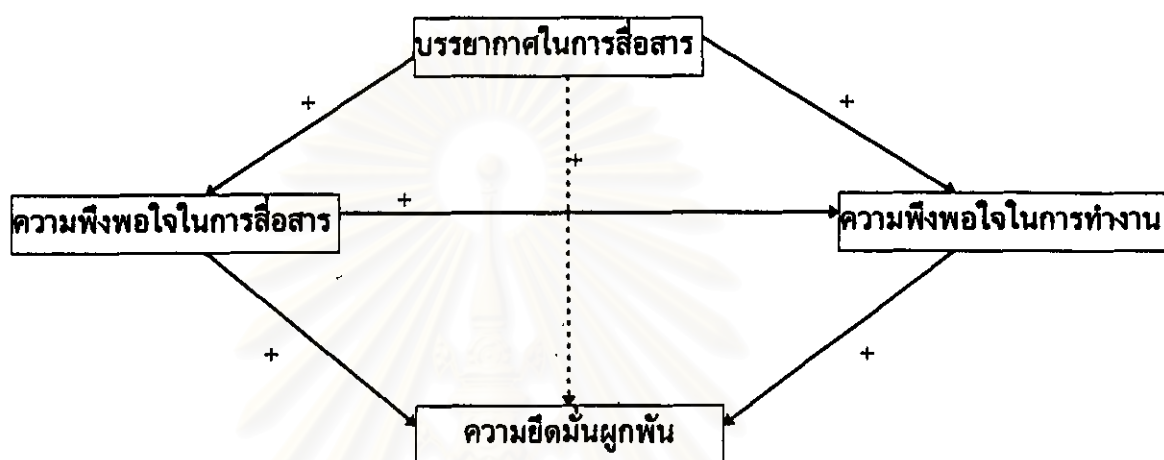 บรรยากาศในการสื่อสาร
+ +
+
ความพึงพอใจในการสื่อสาร + ความพึงพอใจในการทำงาน
+ +
ความยึดมั่นผูกพัน